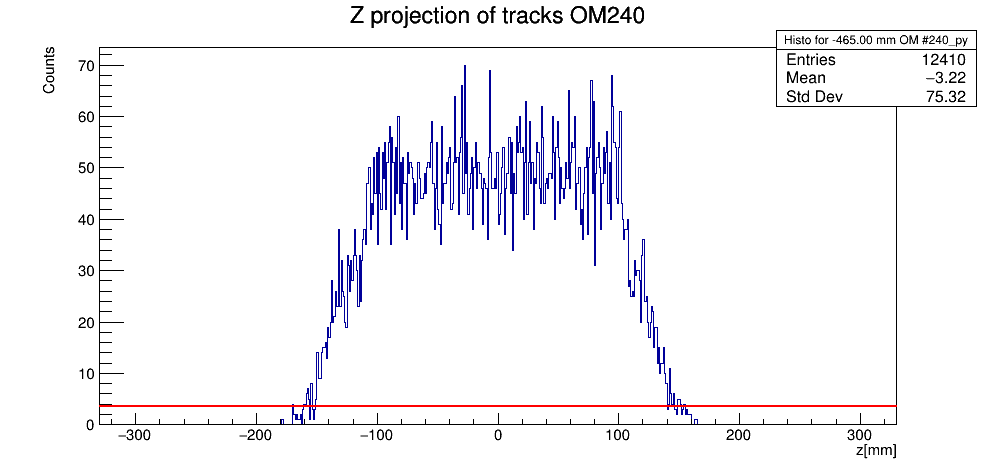 Z projection of tracks OM240
Histo for -465.00 mm OM #240_py
Entries 12410
Mean −3.22
Std Dev 75.32
Counts
70
60
50
40
30
20
10
0
−300 −200 −100 0 100 200 300
z[mm]